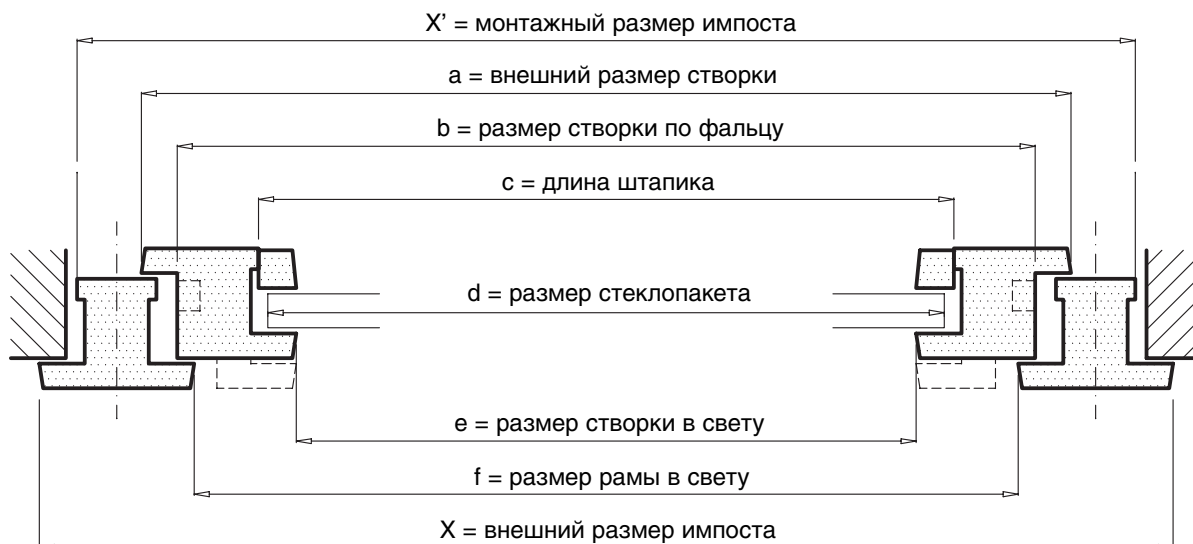 X’ = монтажный размер импоста
a = внешний размер створки
b = размер створки по фальцу
c = длина штапика
d = размер стеклопакета
e = размер створки в свету
f = размер рамы в свету
X = внешний размер импоста